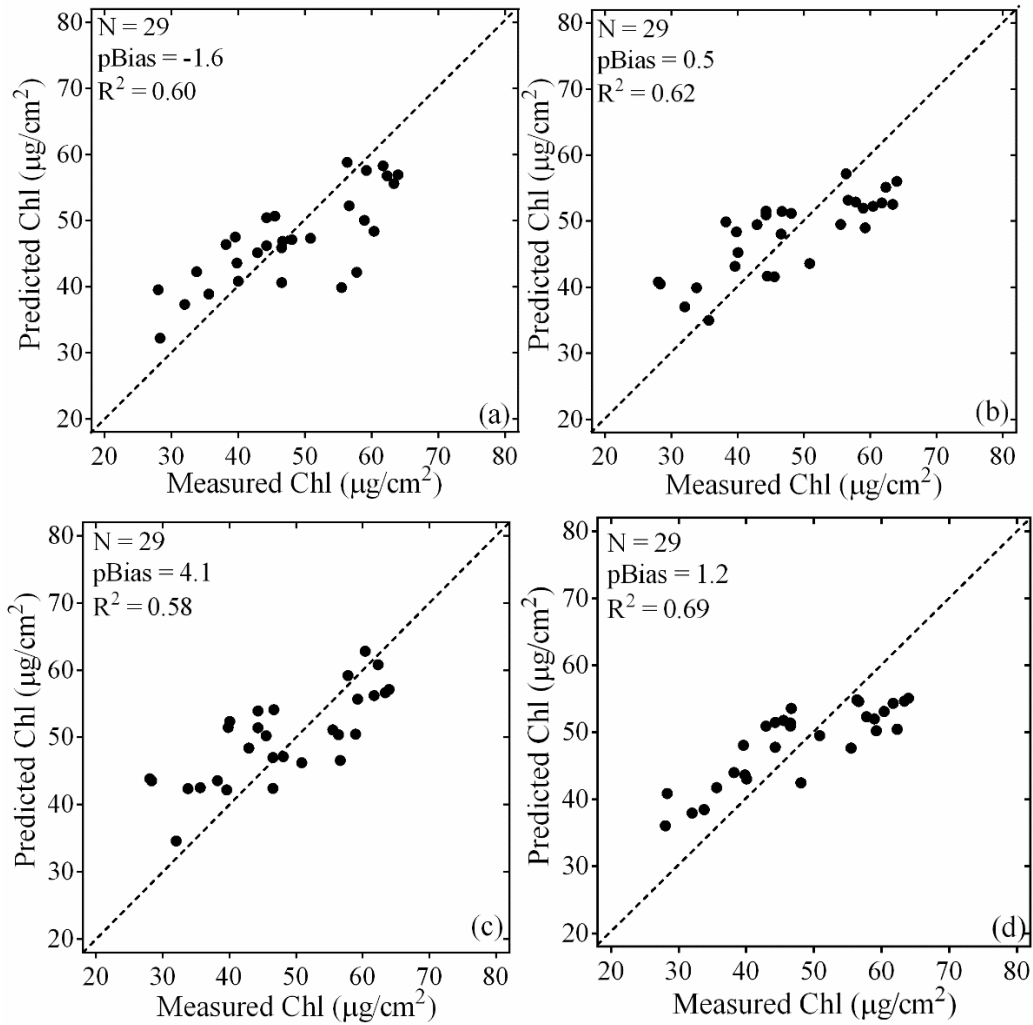 N = 29
pBias = -1.6
R² = 0.60
80
70
60
50
40
30
20
20 30 40 50 60 70 80
Predicted Chl (μg/cm²)
Measured Chl (μg/cm²)
(a)
N = 29
pBias = 0.5
R² = 0.62
80
70
60
50
40
30
20
20 30 40 50 60 70 80
Predicted Chl (μg/cm²)
Measured Chl (μg/cm²)
(b)
N = 29
pBias = 4.1
R² = 0.58
80
70
60
50
40
30
20
20 30 40 50 60 70 80
Predicted Chl (μg/cm²)
Measured Chl (μg/cm²)
(c)
N = 29
pBias = 1.2
R² = 0.69
80
70
60
50
40
30
20
20 30 40 50 60 70 80
Predicted Chl (μg/cm²)
Measured Chl (μg/cm²)
(d)